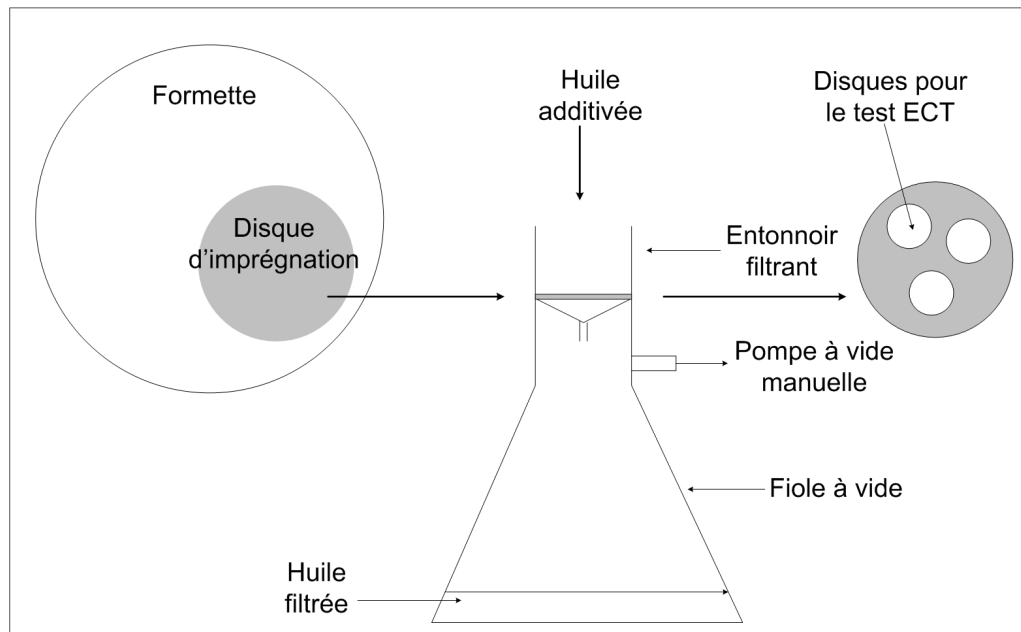 Formette
Disque
d'imprégnation
Huile
additivée
Disques pour
le test ECT
Entonnoir
filtrant
Pompe à vide
manuelle
Fiole à vide
Huile
filtrée